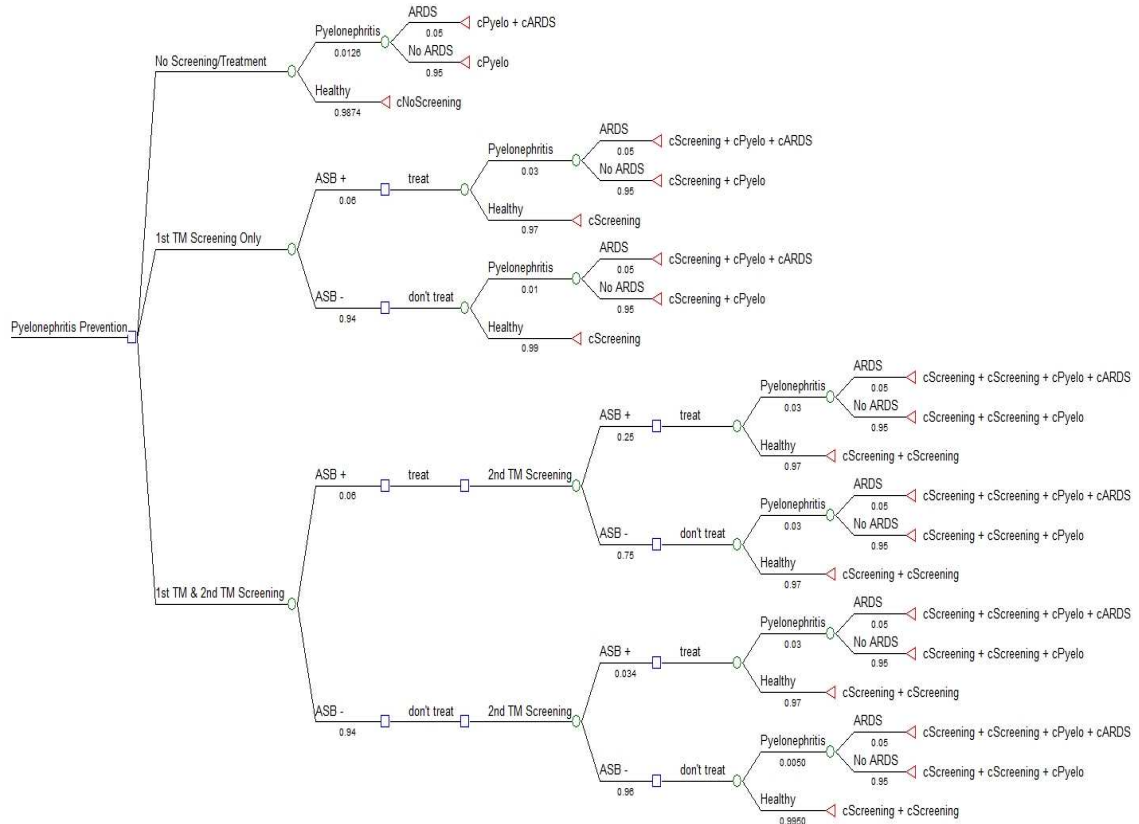 ARDS
cPyelo + cARDS
Pyelonephritis
0.05
0.0126
No ARDS
cPyelo
No Screening/Treatment
0.95
Healthy
cNoScreening
0.9874
ARDS
cScreening + cPyelo + cARDS
Pyelonephritis
0.05
0.03
No ARDS
cScreening + cPyelo
ASB +
treat
0.95
0.06
Healthy
cScreening
0.97
1st TM Screening Only
ARDS
cScreening + cPyelo + cARDS
Pyelonephritis
0.05
0.01
No ARDS
cScreening + cPyelo
ASB -
don't treat
0.95
0.94
Healthy
cScreening
0.99
Pyelonephritis Prevention
ARDS
cScreening + cScreening + cPyelo + cARDS
Pyelonephritis
0.05
0.03
No ARDS
cScreening + cScreening + cPyelo
ASB +
treat
0.95
0.25
Healthy
cScreening + cScreening
0.97
ASB +
treat
2nd TM Screening
0.06
ARDS
cScreening + cScreening + cPyelo + cARDS
Pyelonephritis
0.05
0.03
No ARDS
cScreening + cScreening + cPyelo
ASB -
don't treat
0.95
0.75
Healthy
cScreening + cScreening
0.97
1st TM & 2nd TM Screening
ARDS
cScreening + cScreening + cPyelo + cARDS
Pyelonephritis
0.05
0.03
No ARDS
cScreening + cScreening + cPyelo
ASB +
treat
0.95
0.034
Healthy
cScreening + cScreening
0.97
ASB -
don't treat
2nd TM Screening
0.94
ARDS
cScreening + cScreening + cPyelo + cARDS
Pyelonephritis
0.05
0.0050
No ARDS
cScreening + cScreening + cPyelo
ASB -
don't treat
0.95
0.96
Healthy
cScreening + cScreening
0.9950